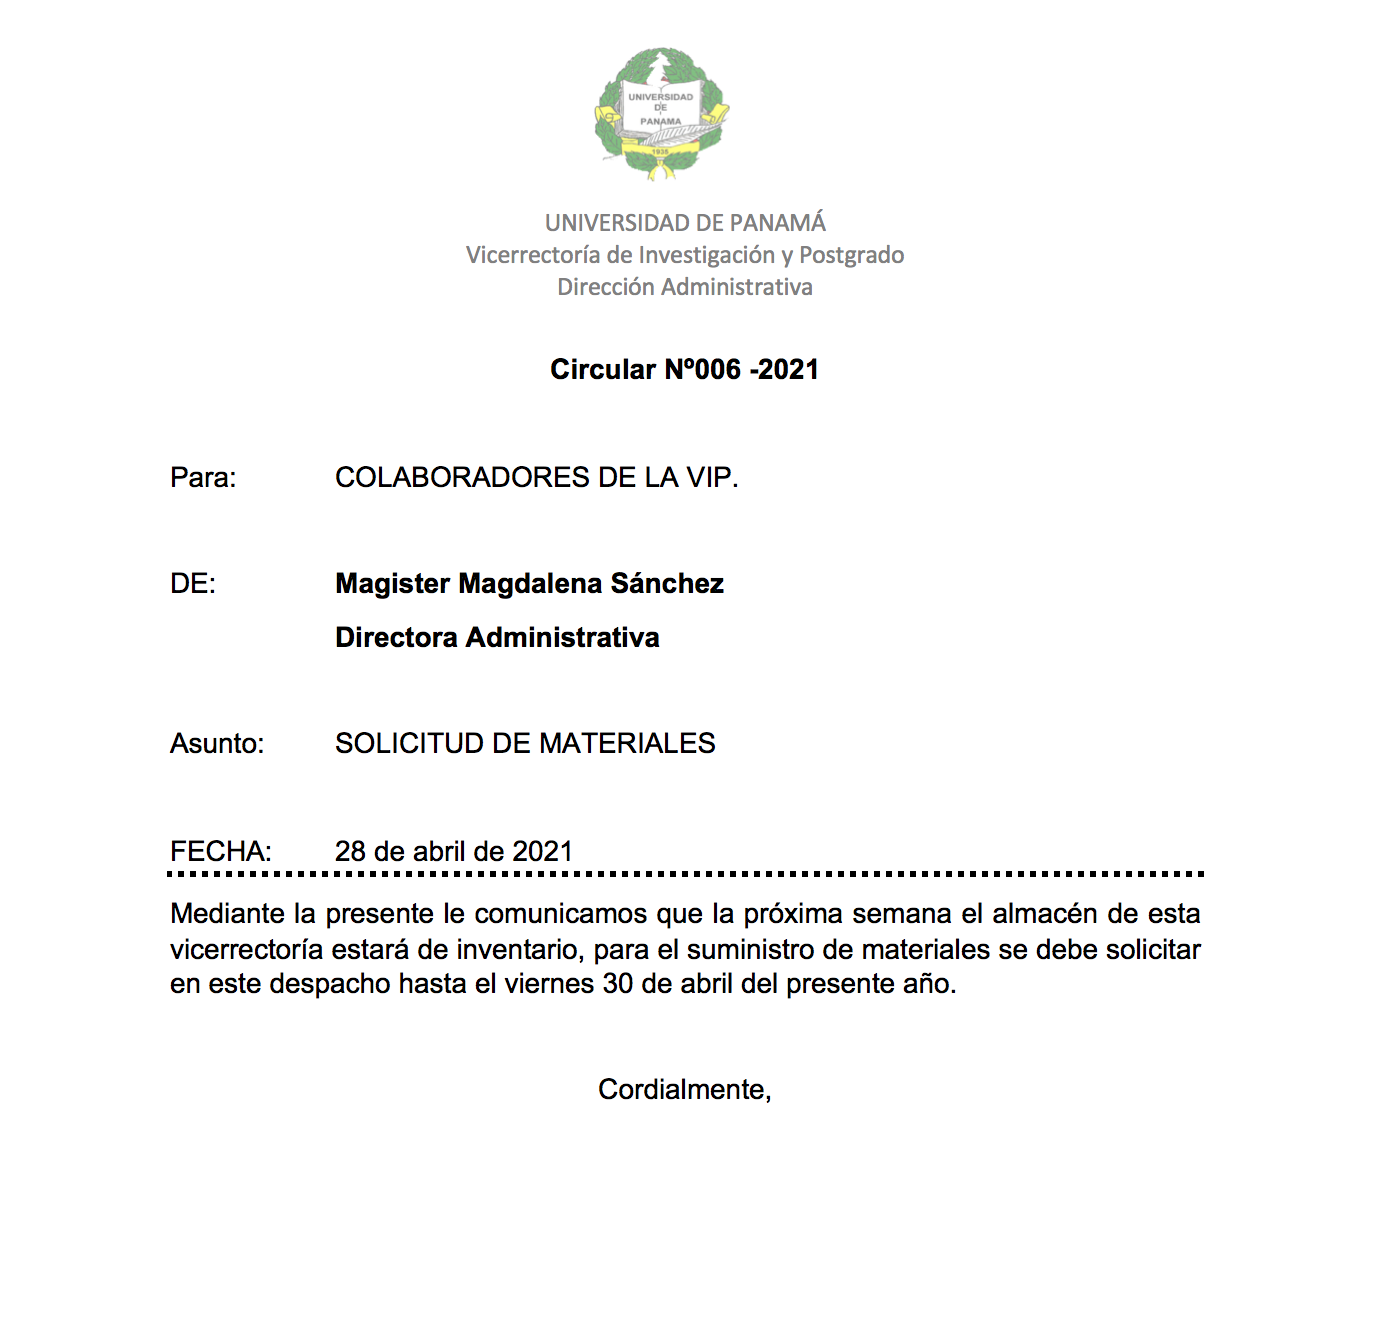 UNIVERSIDAD
DE
PANAMA
1935
UNIVERSIDAD DE PANAMÁ
Vicerrectoría de Investigación y Postgrado
Dirección Administrativa
Circular Nº006 -2021
Para: COLABORADORES DE LA VIP.
DE: Magister Magdalena Sánchez
Directora Administrativa
Asunto: SOLICITUD DE MATERIALES
FECHA: 28 de abril de 2021
Mediante la presente le comunicamos que la próxima semana el almacén de esta
vicerrectoría estará de inventario, para el suministro de materiales se debe solicitar
en este despacho hasta el viernes 30 de abril del presente año.
Cordialmente,